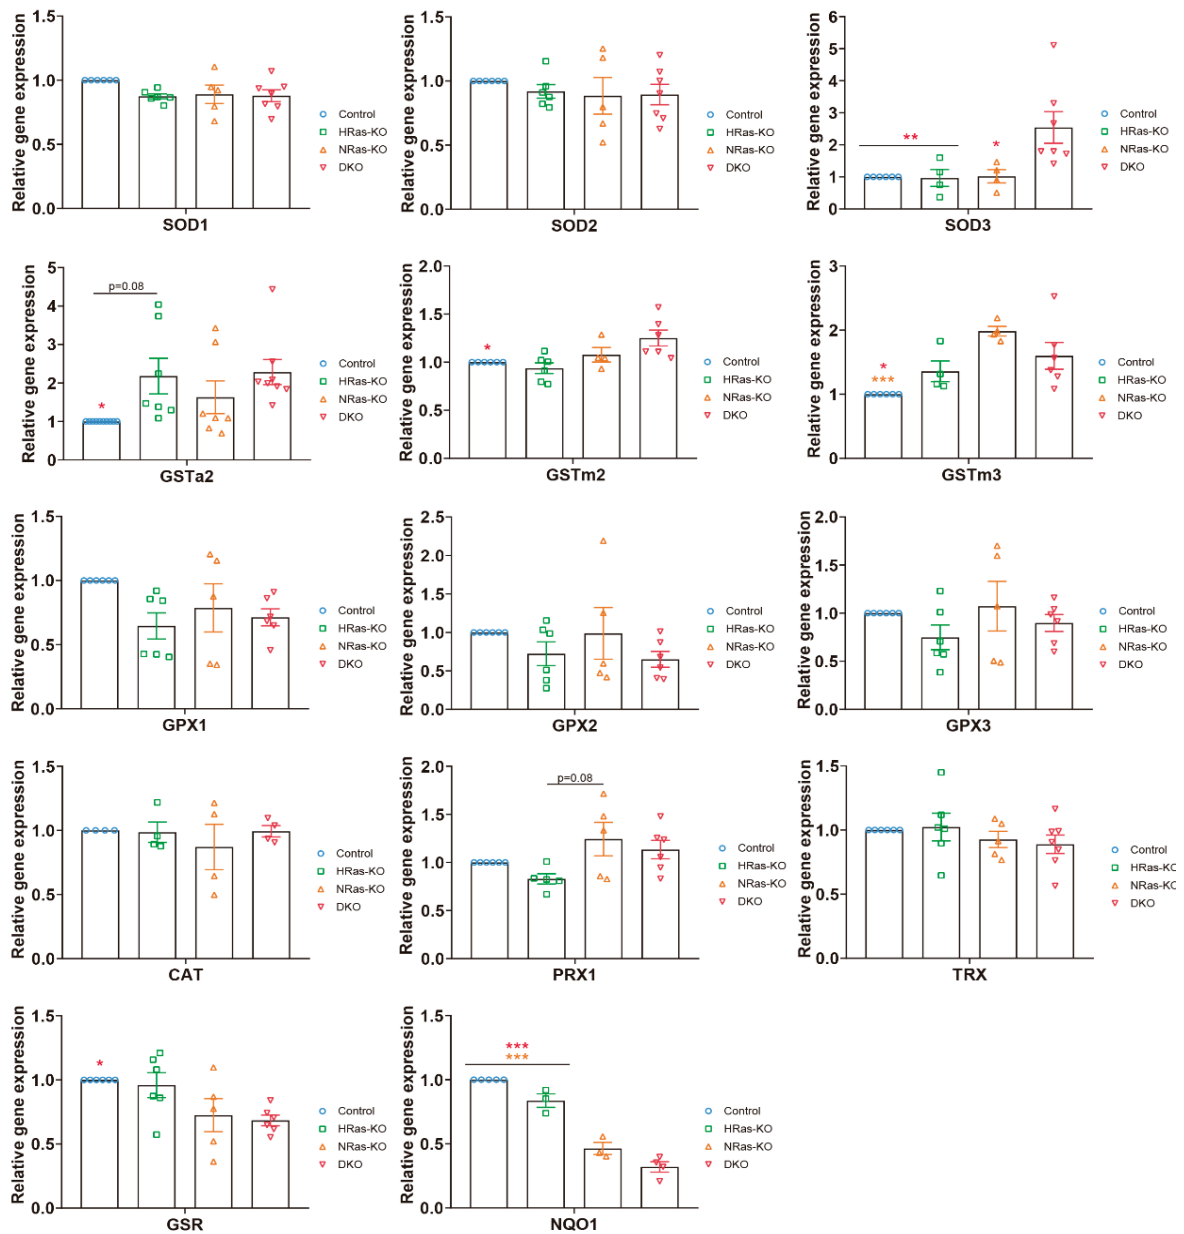 Relative gene expression
1.5
1.0
0.5
0.0
SOD1
Control
HRas-KO
NRas-KO
DKO
Relative gene expression
1.5
1.0
0.5
0.0
SOD2
Control
HRas-KO
NRas-KO
DKO
Relative gene expression
6
5
4
3
2
1
0
**
*
SOD3
Control
HRas-KO
NRas-KO
DKO
Relative gene expression
5
4
3
2
1
0
p=0.08
*
GSTa2
Control
HRas-KO
NRas-KO
DKO
Relative gene expression
2.0
1.5
1.0
0.5
0.0
*
GSTm2
Control
HRas-KO
NRas-KO
DKO
Relative gene expression
3
2
1
0
*
***
GSTm3
Control
HRas-KO
NRas-KO
DKO
Relative gene expression
1.5
1.0
0.5
0.0
GPX1
Control
HRas-KO
NRas-KO
DKO
Relative gene expression
2.5
2.0
1.5
1.0
0.5
0.0
GPX2
Control
HRas-KO
NRas-KO
DKO
Relative gene expression
2.0
1.5
1.0
0.5
0.0
GPX3
Control
HRas-KO
NRas-KO
DKO
Relative gene expression
1.5
1.0
0.5
0.0
CAT
Control
HRas-KO
NRas-KO
DKO
Relative gene expression
2.0
1.5
1.0
0.5
0.0
p=0.08
PRX1
Control
HRas-KO
NRas-KO
DKO
Relative gene expression
1.5
1.0
0.5
0.0
TRX
Control
HRas-KO
NRas-KO
DKO
Relative gene expression
1.5
1.0
0.5
0.0
*
GSR
Control
HRas-KO
NRas-KO
DKO
Relative gene expression
1.5
1.0
0.5
0.0
***
***
NQO1
Control
HRas-KO
NRas-KO
DKO